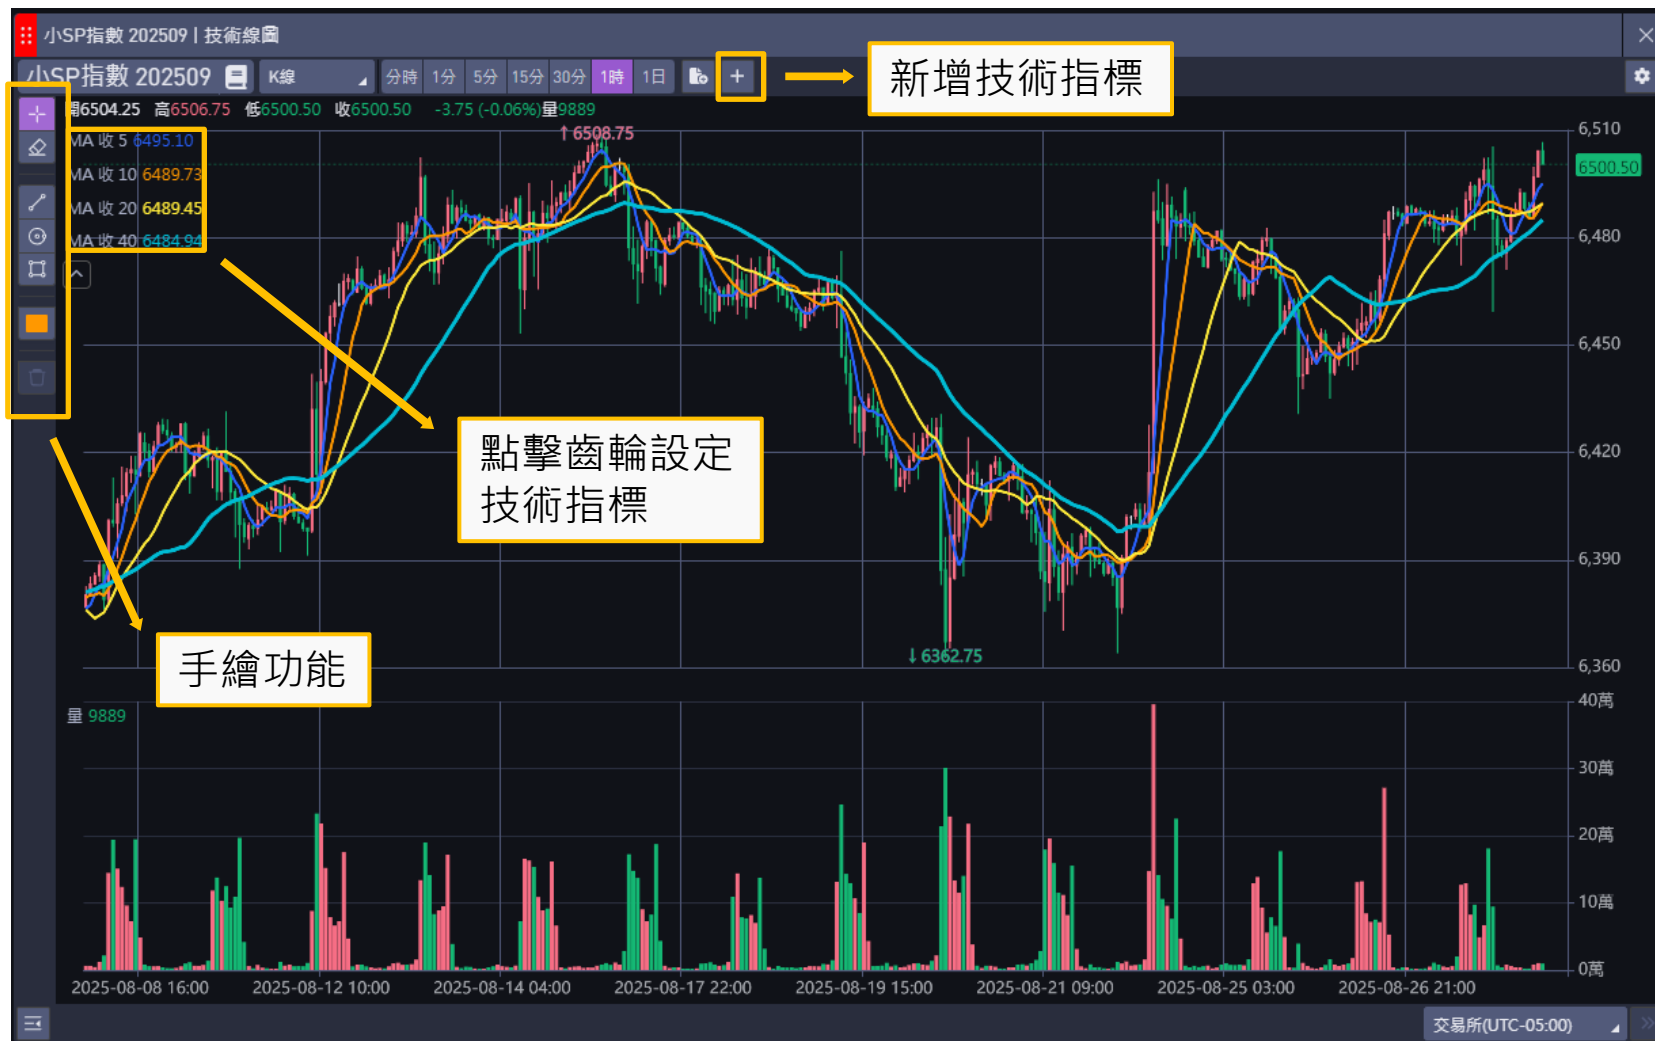 小SP指數 202509 | 技術線圖
小SP指數 202509 K線 分時 1分 5分 15分 30分 1時 1日
新增技術指標
開6504.25 高6506.75 低6500.50 收6500.50 -3.75 (-0.06%)量9889
MA 收 5 6495.10
MA 收 10 6489.73
MA 收 20 6489.45
MA 收 40 6484.94
↑ 6508.75
6,510
6500.50
6,480
6,450
6,420
6,390
6,360
點擊齒輪設定
技術指標
手繪功能
↓ 6362.75
量 9889
40萬
30萬
20萬
10萬
0萬
2025-08-08 16:00 2025-08-12 10:00 2025-08-14 04:00 2025-08-17 22:00 2025-08-19 15:00 2025-08-21 09:00 2025-08-25 03:00 2025-08-26 21:00
交易所(UTC-05:00)